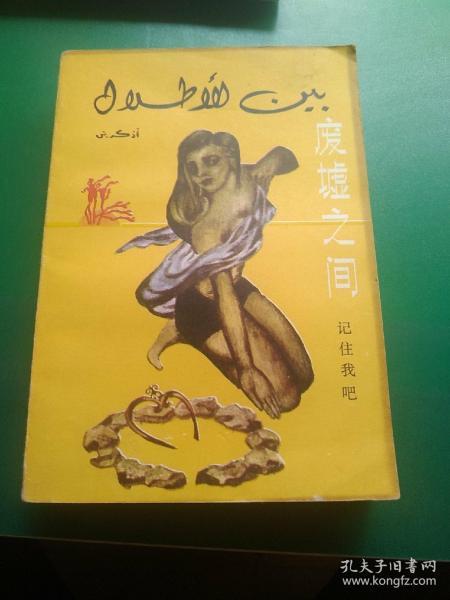 بين الأطلال
أذكريني
废墟之间
记住我吧
孔夫子旧书网
www.kongfz.com